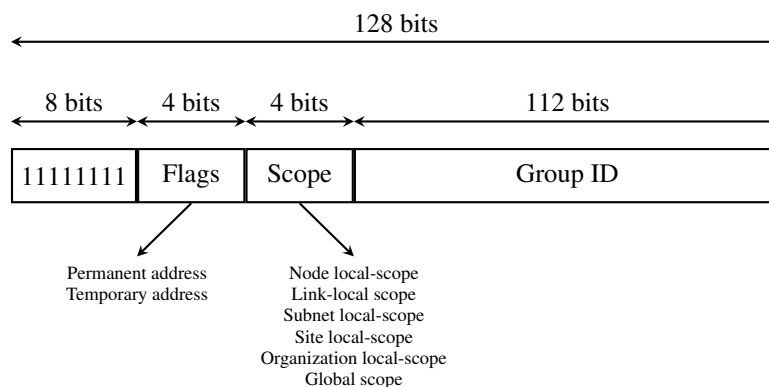 128 bits
8 bits 4 bits 4 bits 112 bits
11111111 Flags Scope Group ID
Permanent address
Temporary address
Node local-scope
Link-local scope
Subnet local-scope
Site local-scope
Organization local-scope
Global scope